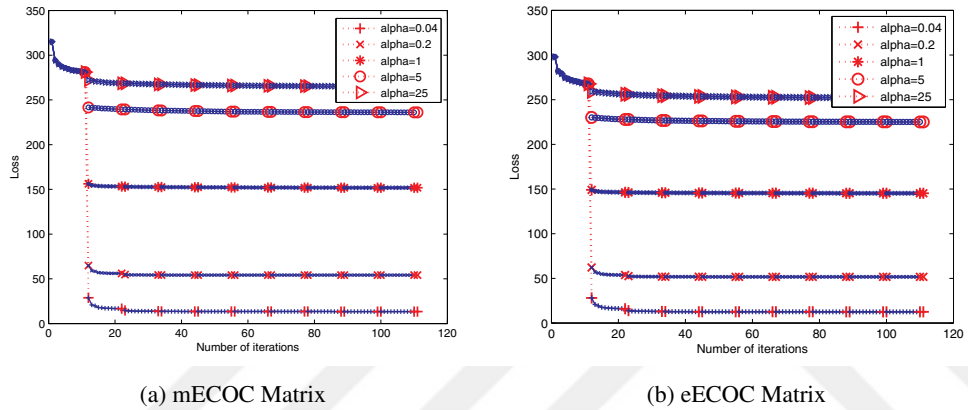 350
300
250
200
150
100
50
0
Loss
0 20 40 60 80 100 120
Number of iterations
alpha=0.04
alpha=0.2
alpha=1
alpha=5
alpha=25
(a) mECOC Matrix
350
300
250
200
150
100
50
0
Loss
0 20 40 60 80 100 120
Number of iterations
alpha=0.04
alpha=0.2
alpha=1
alpha=5
alpha=25
(b) eECOC Matrix